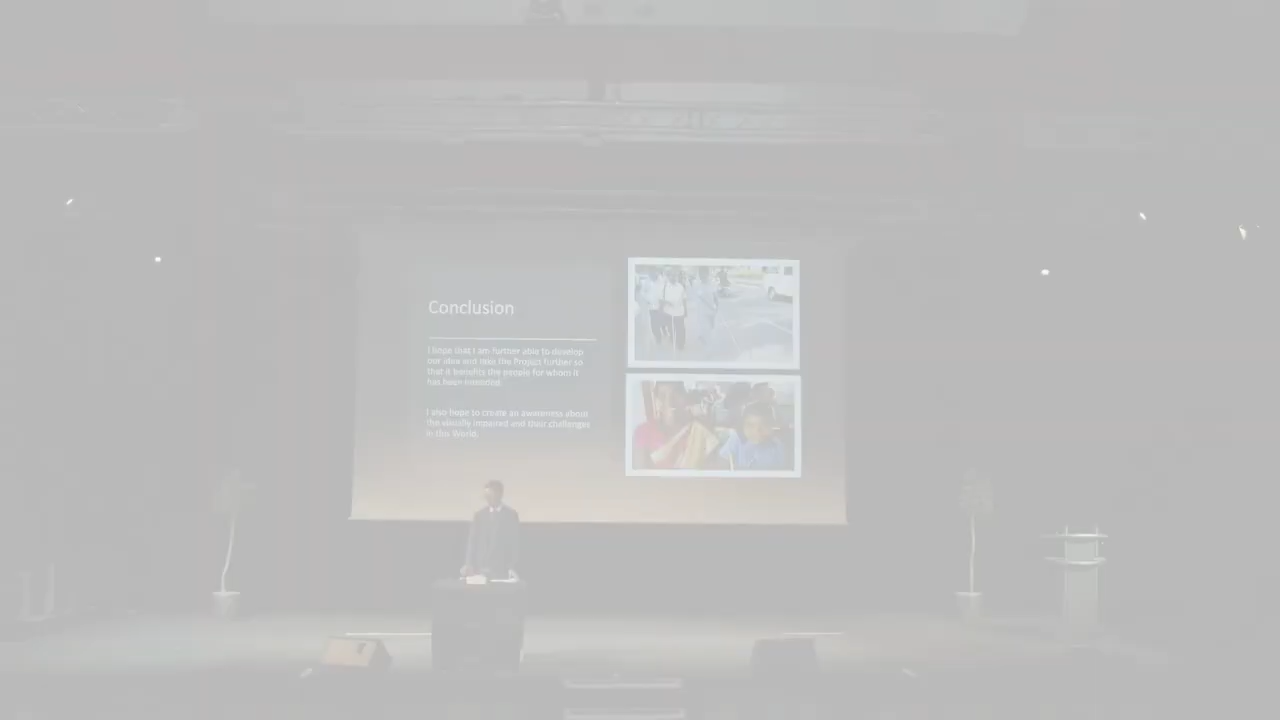 Conclusion
I hope that I am further able to develop
our idea and take the Project further so
that it benefits the people for whom it
has been intended.
I also hope to create an awareness about
the visually impaired and their challenges
in this World.